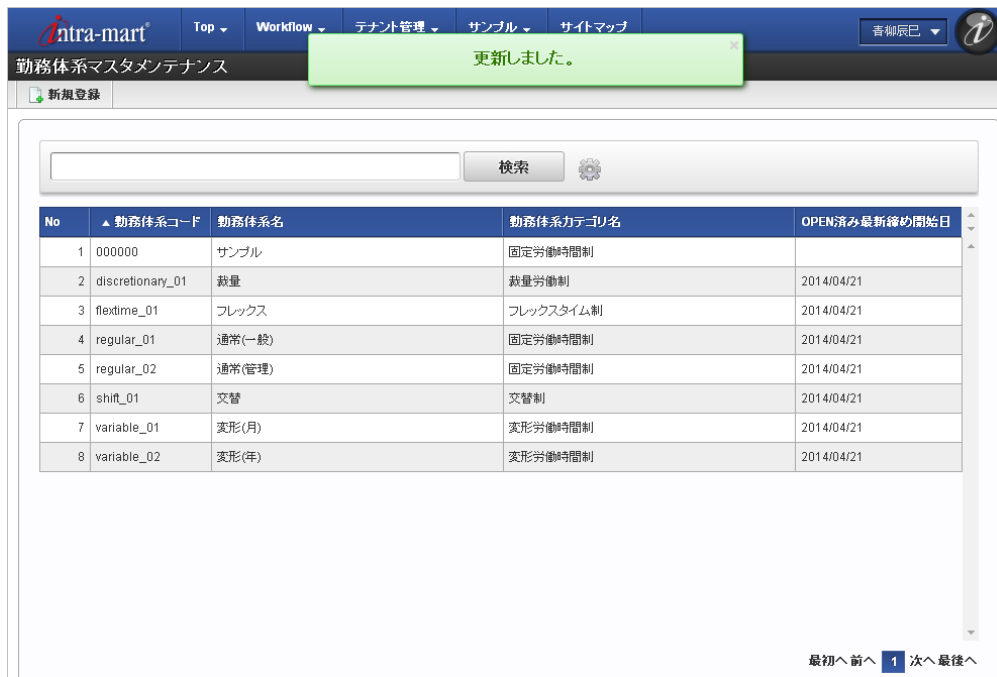 intra-mart®
Top Workflow テナント管理 サンプル サイトマップ
青柳辰巳 ▼
更新しました。 ×
勤務体系マスタメンテナンス
新規登録
検索
No ▲ 勤務体系コード 勤務体系名 勤務体系カテゴリ名 OPEN済み最新締め開始日
1 000000 サンプル 固定労働時間制
2 discretionary_01 裁量 裁量労働制 2014/04/21
3 flextime_01 フレックス フレックスタイム制 2014/04/21
4 regular_01 通常(一般) 固定労働時間制 2014/04/21
5 regular_02 通常(管理) 固定労働時間制 2014/04/21
6 shift_01 交替 交替制 2014/04/21
7 variable_01 変形(月) 変形労働時間制 2014/04/21
8 variable_02 変形(年) 変形労働時間制 2014/04/21
最初へ 前へ 1 次へ 最後へ